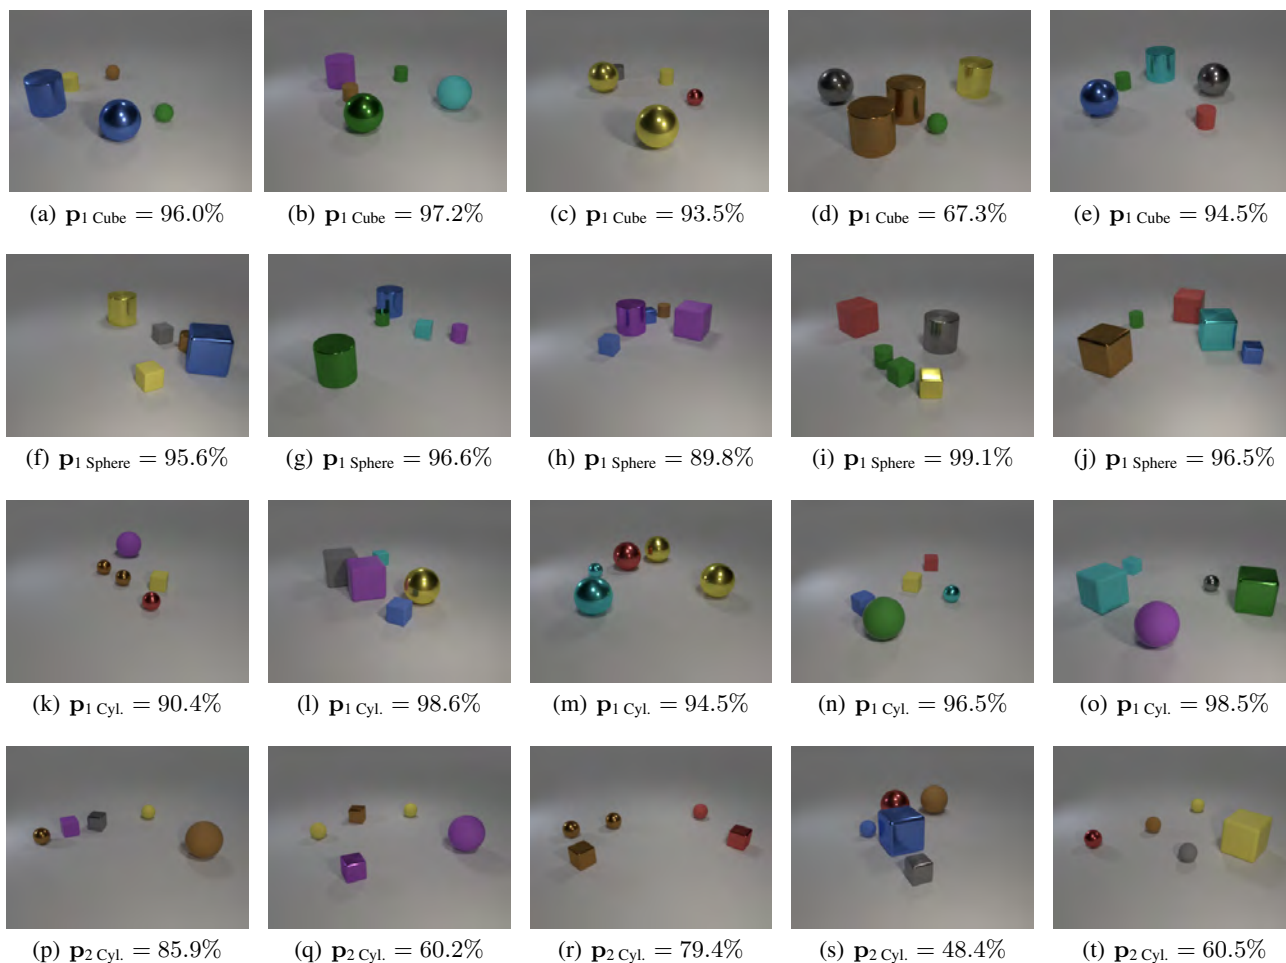 (a) p1 Cube = 96.0%
(b) p1 Cube = 97.2%
(c) p1 Cube = 93.5%
(d) p1 Cube = 67.3%
(e) p1 Cube = 94.5%
(f) p1 Sphere = 95.6%
(g) p1 Sphere = 96.6%
(h) p1 Sphere = 89.8%
(i) p1 Sphere = 99.1%
(j) p1 Sphere = 96.5%
(k) p1 Cyl. = 90.4%
(l) p1 Cyl. = 98.6%
(m) p1 Cyl. = 94.5%
(n) p1 Cyl. = 96.5%
(o) p1 Cyl. = 98.5%
(p) p2 Cyl. = 85.9%
(q) p2 Cyl. = 60.2%
(r) p2 Cyl. = 79.4%
(s) p2 Cyl. = 48.4%
(t) p2 Cyl. = 60.5%